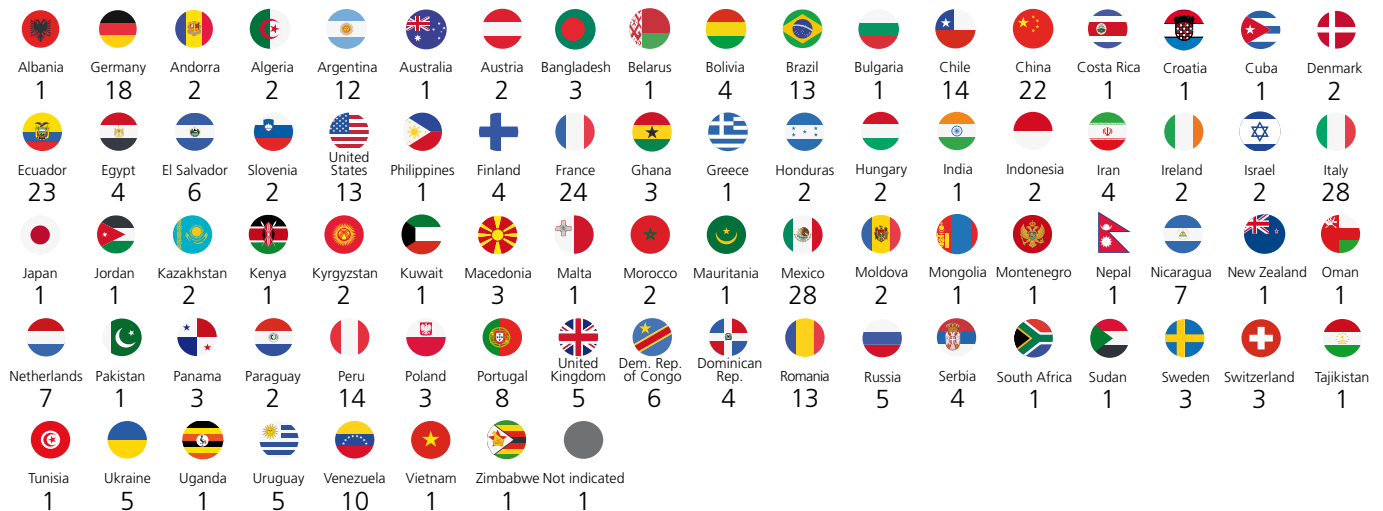 Albania Germany Andorra Algeria Argentina Australia Austria Bangladesh Belarus Bolivia Brazil Bulgaria Chile China Costa Rica Croatia Cuba Denmark
1 18 2 2 12 1 2 3 1 4 13 1 14 22 1 1 1 2
Ecuador Egypt El Salvador Slovenia United States Philippines Finland France Ghana Greece Honduras Hungary India Indonesia Iran Ireland Israel Italy
23 4 6 2 13 1 4 24 3 1 2 2 1 2 4 2 2 28
Japan Jordan Kazakhstan Kenya Kyrgyzstan Kuwait Macedonia Malta Morocco Mauritania Mexico Moldova Mongolia Montenegro Nepal Nicaragua New Zealand Oman
1 1 2 1 2 1 3 1 2 1 28 2 1 1 1 7 1 1
Netherlands Pakistan Panama Paraguay Peru Poland Portugal United Kingdom Dem. Rep. of Congo Dominican Rep. Romania Russia Serbia South Africa Sudan Sweden Switzerland Tajikistan
7 1 3 2 14 3 8 5 6 4 13 5 4 1 1 3 3 1
Tunisia Ukraine Uganda Uruguay Venezuela Vietnam Zimbabwe Not indicated
1 5 1 5 10 1 1 1